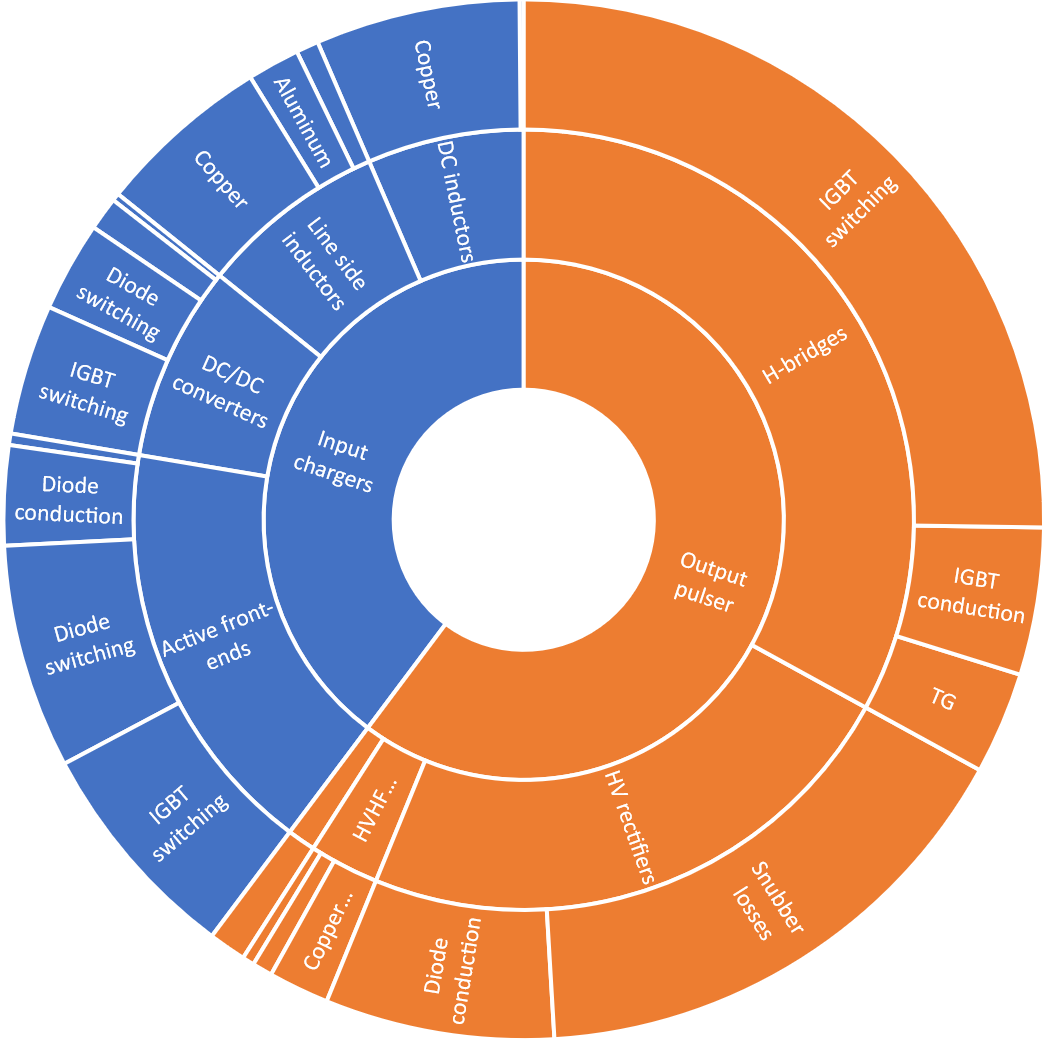 Input
chargers
Output
pulser
DC inductors
Line side
inductors
DC/DC
converters
Active front-
ends
H-bridges
HV rectifiers
HVHF...
Copper
Aluminum
Copper
Diode
switching
IGBT
switching
Diode
conduction
Diode
switching
IGBT
switching
IGBT
switching
IGBT
conduction
TG
Snubber
losses
Diode
conduction
Copper...